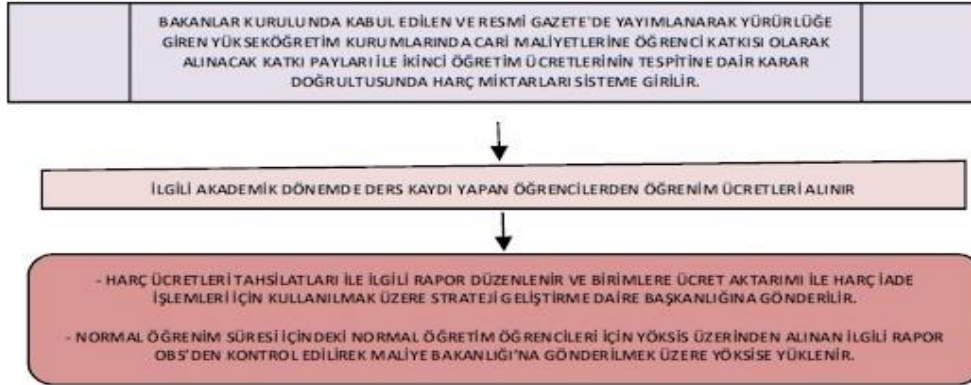 BAKANLAR KURULUNDA KABUL EDİLEN VE RESMİ GAZETE'DE YAYIMLANARAK YÜRÜRLÜĞE
GİREN YÜKSEKÖĞRETİM KURUMLARINDA CARİ MALİYETLERİNE ÖĞRENCİ KATKISI OLARAK
ALINACAK KATKI PAYLARI İLE İKİNCİ ÖĞRETİM ÜCRETLERİNİN TESPİTİNE DAİR KARAR
DOĞRULTUSUNDA HARÇ MİKTARLARI SİSTEME GİRİLİR.
İLGİLİ AKADEMİK DÖNEMDE DERS KAYDI YAPAN ÖĞRENCİLERDEN ÖĞRENİM ÜCRETLERİ ALINIR
- HARÇ ÜCRETLERİ TAHSİLATLARI İLE İLGİLİ RAPOR DÜZENLENİR VE BİRİMLERE ÜCRET AKTARIMI İLE HARÇ İADE
İŞLEMLERİ İÇİN KULLANILMAK ÜZERE STRATEJİ GELİŞTİRME DAİRE BAŞKANLIĞINA GÖNDERİLİR.
- NORMAL ÖĞRENİM SÜRESİ İÇİNDEKİ NORMAL ÖĞRETİM ÖĞRENCİLERİ İÇİN YÖKSİS ÜZERİNDEN ALINAN İLGİLİ RAPOR
OBS'DEN KONTROL EDİLİREK MALİYE BAKANLIĞI'NA GÖNDERİLMEK ÜZERE YÖKSİSE YÜKLENİR.